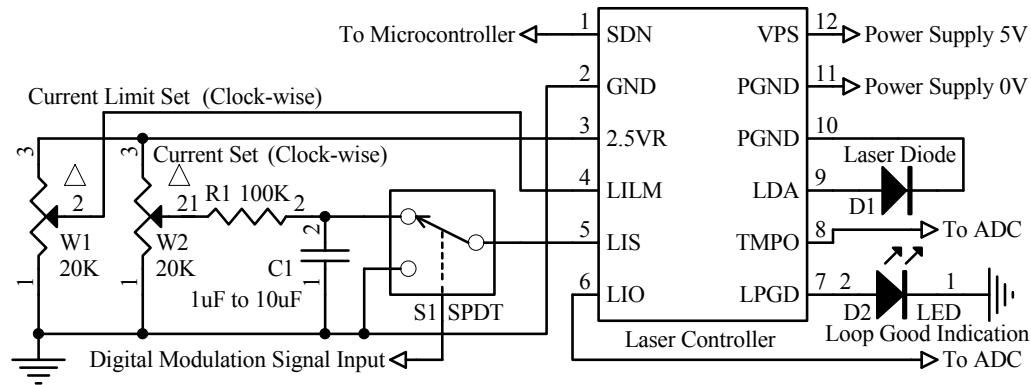 To Microcontroller
1
SDN
VPS
12
Power Supply 5V
2
GND
PGND
11
Power Supply 0V
Current Limit Set (Clock-wise)
3
2.5VR
PGND
10
3
3
Current Set (Clock-wise)
Laser Diode
R1 100K
4
LILM
LDA
9
D1
2
21
2
W1
20K
W2
20K
2
C1
1
1uF to 10uF
5
LIS
TMPO
8
To ADC
1
1
S1 SPDT
6
LIO
LPGD
7
2
1
D2
LED
Laser Controller
Loop Good Indication
Digital Modulation Signal Input
To ADC